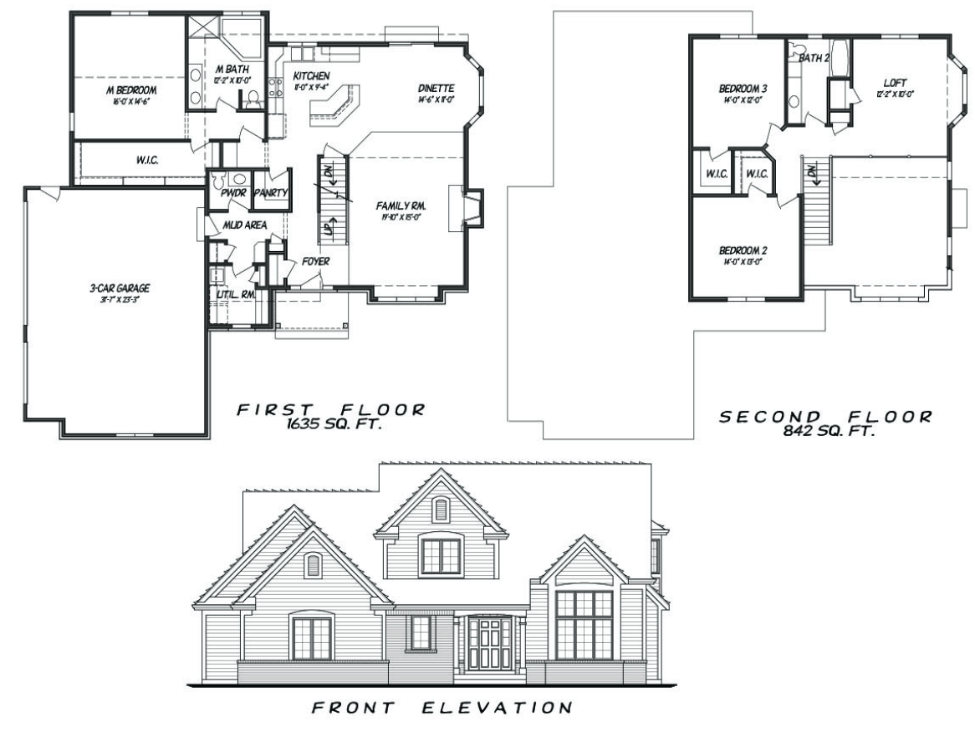 M BEDROOM
16'-0" X 14'-6"
M BATH
12'-2" X 10'-0"
KITCHEN
11'-0" X 9'-4"
DINETTE
14'-6" X 11'-0"
W.I.C.
PWDR
PANRTY
DN
UP
FAMILY RM.
19'-10" X 15'-0"
MUD AREA
FOYER
3-CAR GARAGE
31'-7" X 23'-3"
UTIL. RM.
FIRST FLOOR
1635 SQ. FT.
BEDROOM 3
14'-0" X 12'-0"
BATH 2
LOFT
12'-2" X 10'-0"
W.I.C.
W.I.C.
DN
BEDROOM 2
14'-0" X 13'-0"
SECOND FLOOR
842 SQ. FT.
FRONT ELEVATION